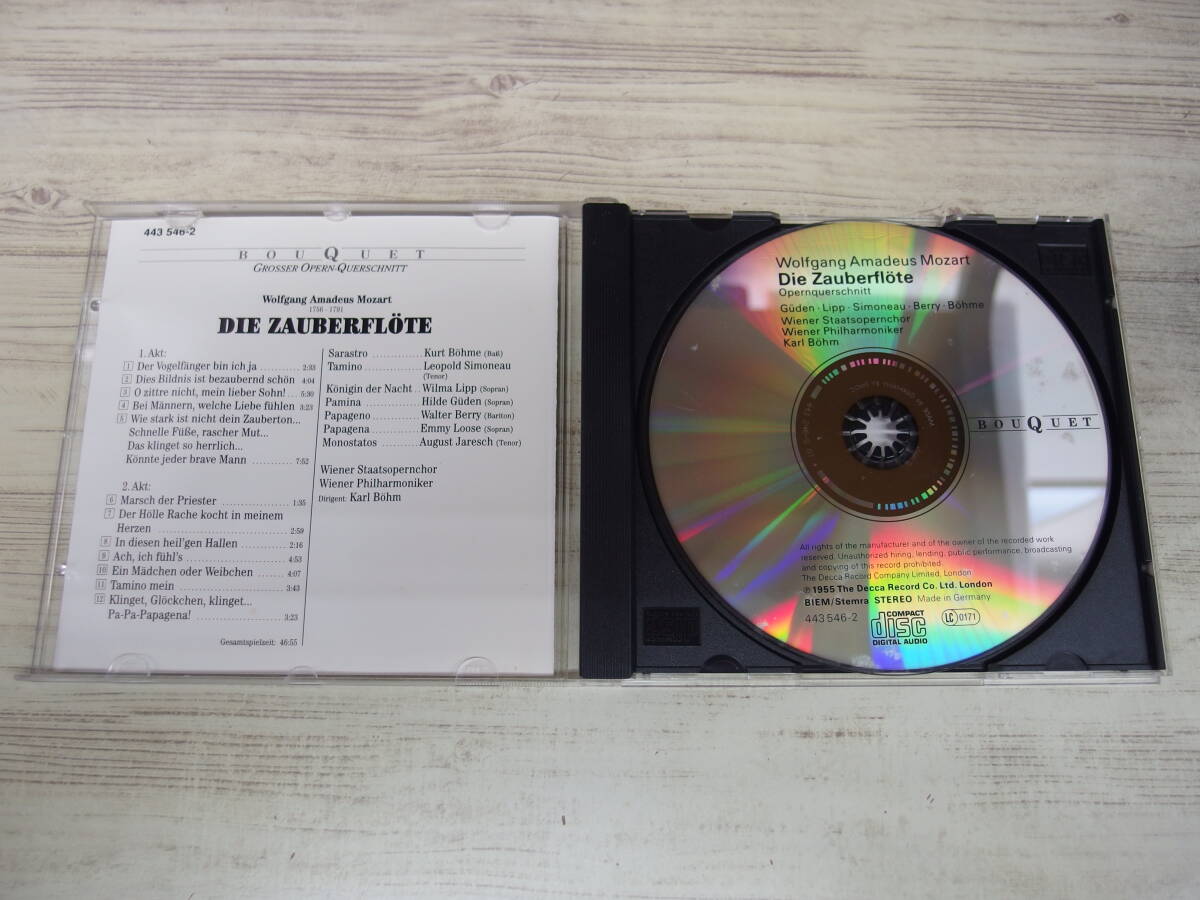 443 546-2
BOUQUET
GROSSER OPERN-QUERSCHNITT
Wolfgang Amadeus Mozart
1756 - 1791
DIE ZAUBERFLÖTE
1. Akt:
1 Der Vogelfänger bin ich ja ........... 2:33
2 Dies Bildnis ist bezaubernd schön 4:04
3 O zittre nicht, mein lieber Sohn! ... 5:30
4 Bei Männern, welche Liebe fühlen 3:23
5 Wie stark ist nicht dein Zauberton...
Schnelle Füße, rascher Mut...
Das klinget so herrlich...
Könnte jeder brave Mann .......... 7:52
2. Akt:
6 Marsch der Priester .................. 1:35
7 Der Hölle Rache kocht in meinem
Herzen ................................ 2:59
8 In diesen heil'gen Hallen ............ 2:16
9 Ach, ich fühl's ........................ 4:53
10 Ein Mädchen oder Weibchen ...... 4:07
11 Tamino mein .......................... 3:43
12 Klinget, Glöckchen, klinget...
Pa-Pa-Papagena! ..................... 3:23
Gesamtspielzeit: 46:55
Sarastro ............ Kurt Böhme (Baß)
Tamino .............. Leopold Simoneau
(Tenor)
Königin der Nacht .. Wilma Lipp (Sopran)
Pamina .............. Hilde Güden (Sopran)
Papageno ........... Walter Berry (Bariton)
Papagena ........... Emmy Loose (Sopran)
Monostatos ......... August Jaresch (Tenor)
Wiener Staatsopernchor
Wiener Philharmoniker
Dirigent: Karl Böhm
Wolfgang Amadeus Mozart
Die Zauberflöte
Opernquerschnitt
Güden · Lipp · Simoneau · Berry · Böhme
Wiener Staatsopernchor
Wiener Philharmoniker
Karl Böhm
BOUQUET
All rights of the manufacturer and of the owner of the recorded work
reserved. Unauthorized hiring, lending, public performance, broadcasting
and copying of this record prohibited.
The Decca Record Company Limited, London
℗ 1955 The Decca Record Co. Ltd. London
BIEM/Stemra STEREO Made in Germany
443 546-2
COMPACT
disc
DIGITAL AUDIO
LC 0171